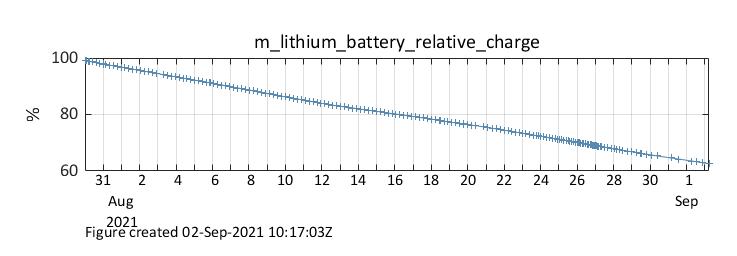 m_lithium_battery_relative_charge
100
80
60
%
31 2 4 6 8 10 12 14 16 18 20 22 24 26 28 30 1
Aug Sep
2021
Figure created 02-Sep-2021 10:17:03Z